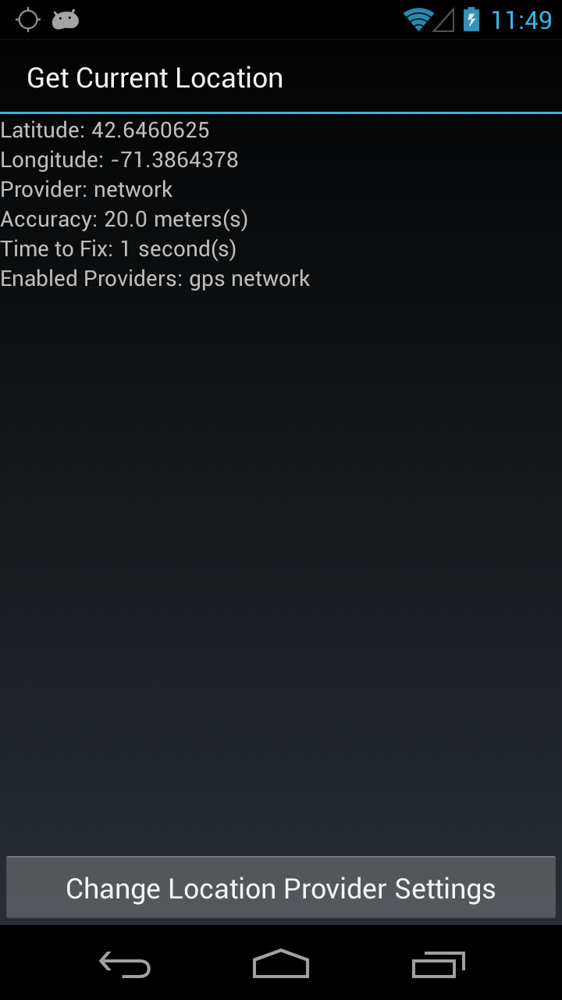 11:49
Get Current Location
Latitude: 42.6460625
Longitude: -71.3864378
Provider: network
Accuracy: 20.0 meters(s)
Time to Fix: 1 second(s)
Enabled Providers: gps network
Change Location Provider Settings